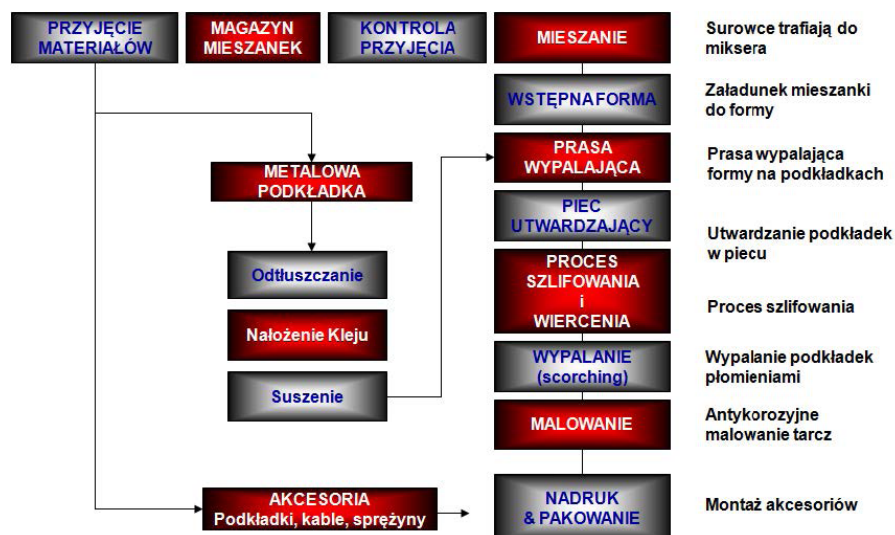 PRZYJĘCIE
MATERIAŁÓW
MAGAZYN
MIESZANEK
KONTROLA
PRZYJĘCIA
MIESZANIE
Surowce trafiają do
miksera
WSTĘPNA FORMA
Załadunek mieszanki
do formy
PRASA
WYPALAJĄCA
Prasa wypalająca
formy na podkładkach
METALOWA
PODKŁADKA
PIEC
UTWARDZAJĄCY
Utwardzanie podkładek
w piecu
Odtłuszczanie
PROCES
SZLIFOWANIA
i
WIERCENIA
Proces szlifowania
Nałożenie Kleju
WYPALANIE
(scorching)
Wypalanie podkładek
płomieniami
Suszenie
MALOWANIE
Antykorozyjne
malowanie tarcz
AKCESORIA
Podkładki, kable, sprężyny
NADRUK
& PAKOWANIE
Montaż akcesoriów